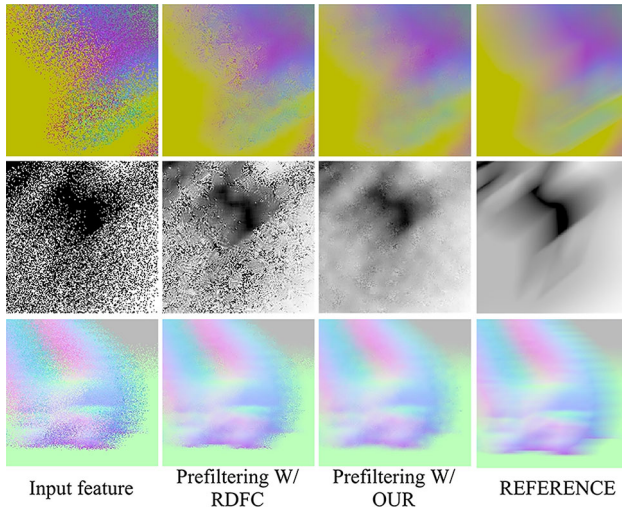 Input feature
Prefiltering W/
RDFC
Prefiltering W/
OUR
REFERENCE